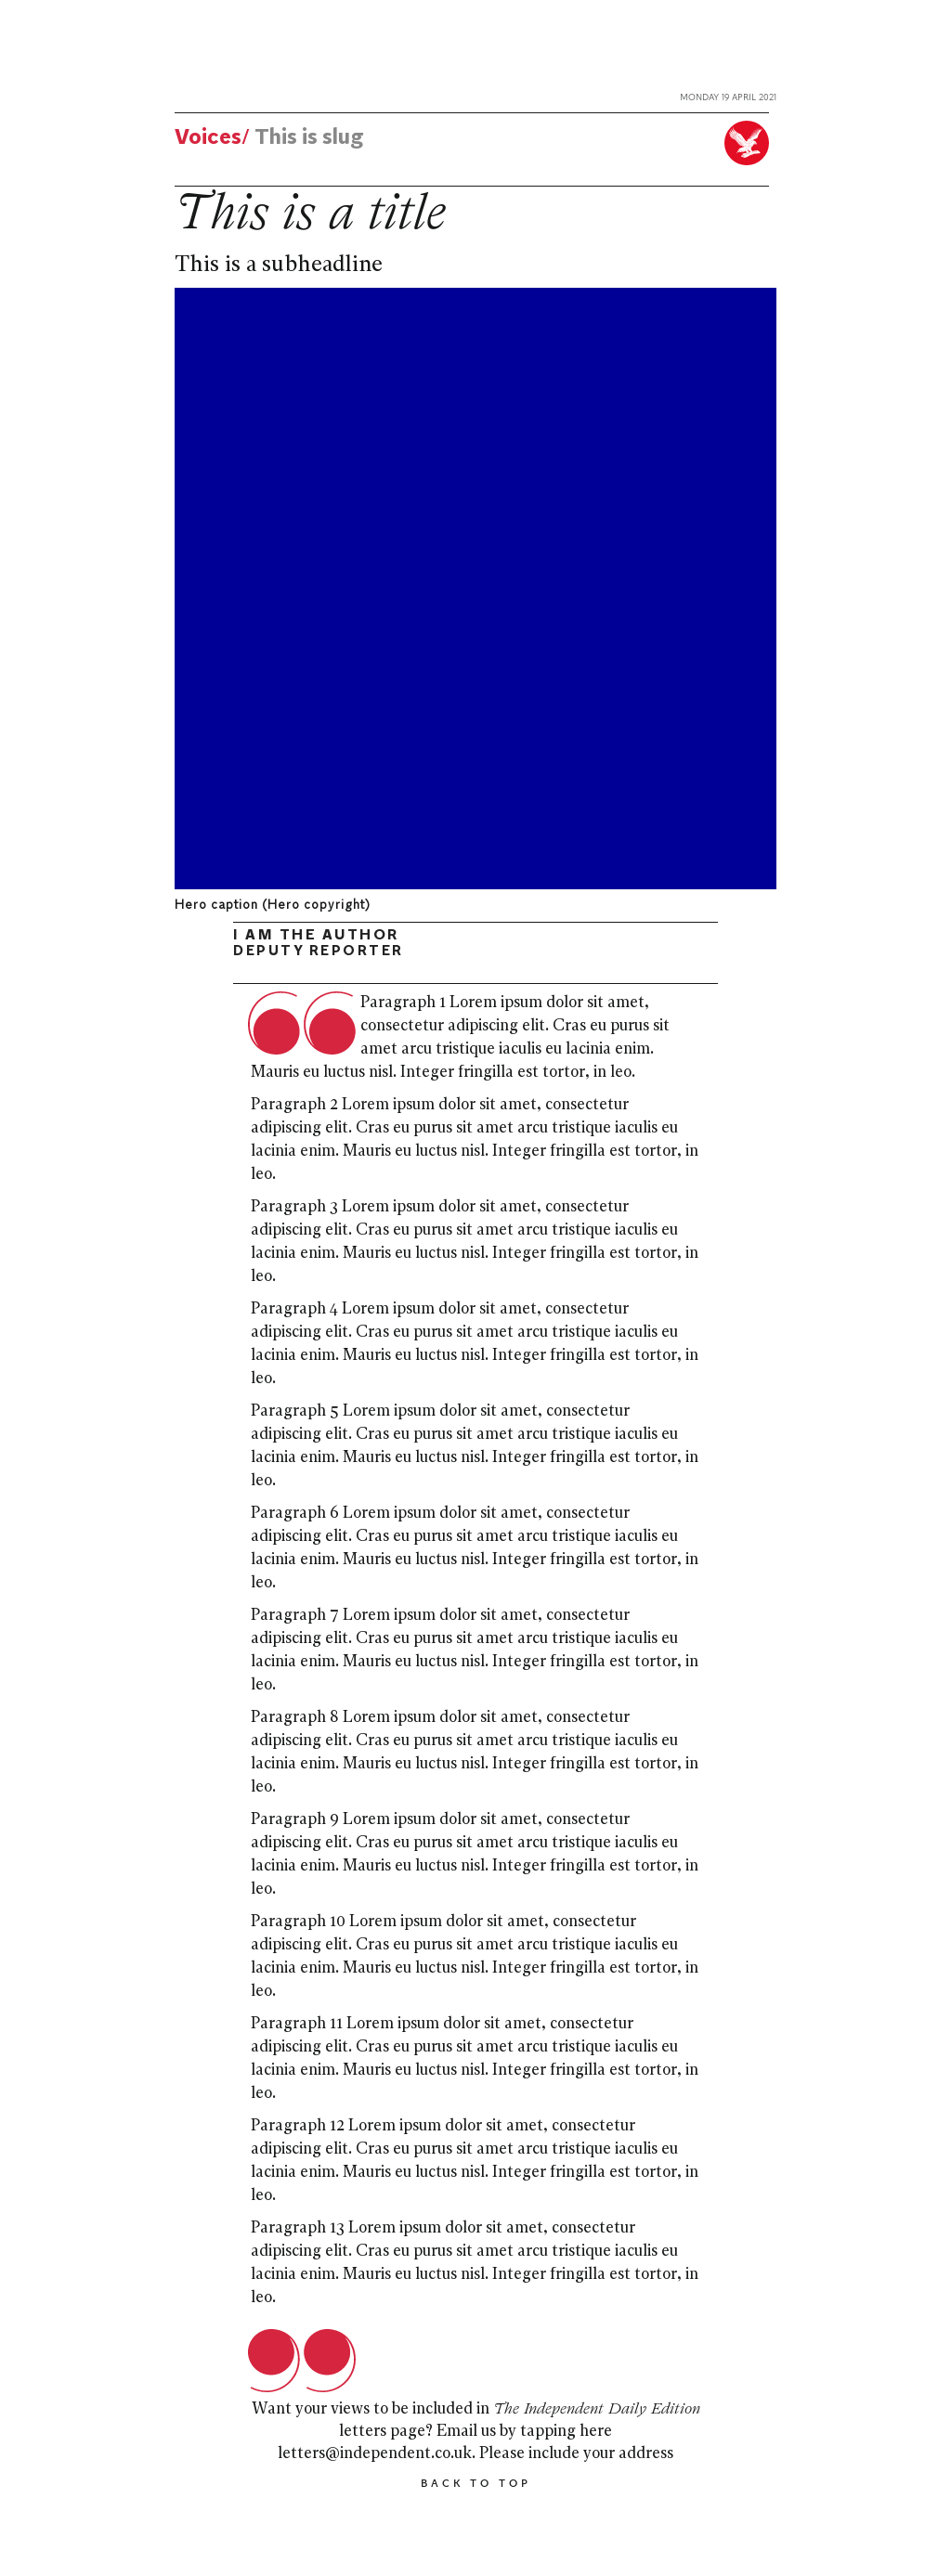 MONDAY 19 APRIL 2021
Voices/ This is slug
This is a title
This is a subheadline
Hero caption (Hero copyright)
I AM THE AUTHOR
DEPUTY REPORTER
Paragraph 1 Lorem ipsum dolor sit amet,
consectetur adipiscing elit. Cras eu purus sit
amet arcu tristique iaculis eu lacinia enim.
Mauris eu luctus nisl. Integer fringilla est tortor, in leo.
Paragraph 2 Lorem ipsum dolor sit amet, consectetur
adipiscing elit. Cras eu purus sit amet arcu tristique iaculis eu
lacinia enim. Mauris eu luctus nisl. Integer fringilla est tortor, in
leo.
Paragraph 3 Lorem ipsum dolor sit amet, consectetur
adipiscing elit. Cras eu purus sit amet arcu tristique iaculis eu
lacinia enim. Mauris eu luctus nisl. Integer fringilla est tortor, in
leo.
Paragraph 4 Lorem ipsum dolor sit amet, consectetur
adipiscing elit. Cras eu purus sit amet arcu tristique iaculis eu
lacinia enim. Mauris eu luctus nisl. Integer fringilla est tortor, in
leo.
Paragraph 5 Lorem ipsum dolor sit amet, consectetur
adipiscing elit. Cras eu purus sit amet arcu tristique iaculis eu
lacinia enim. Mauris eu luctus nisl. Integer fringilla est tortor, in
leo.
Paragraph 6 Lorem ipsum dolor sit amet, consectetur
adipiscing elit. Cras eu purus sit amet arcu tristique iaculis eu
lacinia enim. Mauris eu luctus nisl. Integer fringilla est tortor, in
leo.
Paragraph 7 Lorem ipsum dolor sit amet, consectetur
adipiscing elit. Cras eu purus sit amet arcu tristique iaculis eu
lacinia enim. Mauris eu luctus nisl. Integer fringilla est tortor, in
leo.
Paragraph 8 Lorem ipsum dolor sit amet, consectetur
adipiscing elit. Cras eu purus sit amet arcu tristique iaculis eu
lacinia enim. Mauris eu luctus nisl. Integer fringilla est tortor, in
leo.
Paragraph 9 Lorem ipsum dolor sit amet, consectetur
adipiscing elit. Cras eu purus sit amet arcu tristique iaculis eu
lacinia enim. Mauris eu luctus nisl. Integer fringilla est tortor, in
leo.
Paragraph 10 Lorem ipsum dolor sit amet, consectetur
adipiscing elit. Cras eu purus sit amet arcu tristique iaculis eu
lacinia enim. Mauris eu luctus nisl. Integer fringilla est tortor, in
leo.
Paragraph 11 Lorem ipsum dolor sit amet, consectetur
adipiscing elit. Cras eu purus sit amet arcu tristique iaculis eu
lacinia enim. Mauris eu luctus nisl. Integer fringilla est tortor, in
leo.
Paragraph 12 Lorem ipsum dolor sit amet, consectetur
adipiscing elit. Cras eu purus sit amet arcu tristique iaculis eu
lacinia enim. Mauris eu luctus nisl. Integer fringilla est tortor, in
leo.
Paragraph 13 Lorem ipsum dolor sit amet, consectetur
adipiscing elit. Cras eu purus sit amet arcu tristique iaculis eu
lacinia enim. Mauris eu luctus nisl. Integer fringilla est tortor, in
leo.
Want your views to be included in The Independent Daily Edition
letters page? Email us by tapping here
letters@independent.co.uk. Please include your address
BACK TO TOP